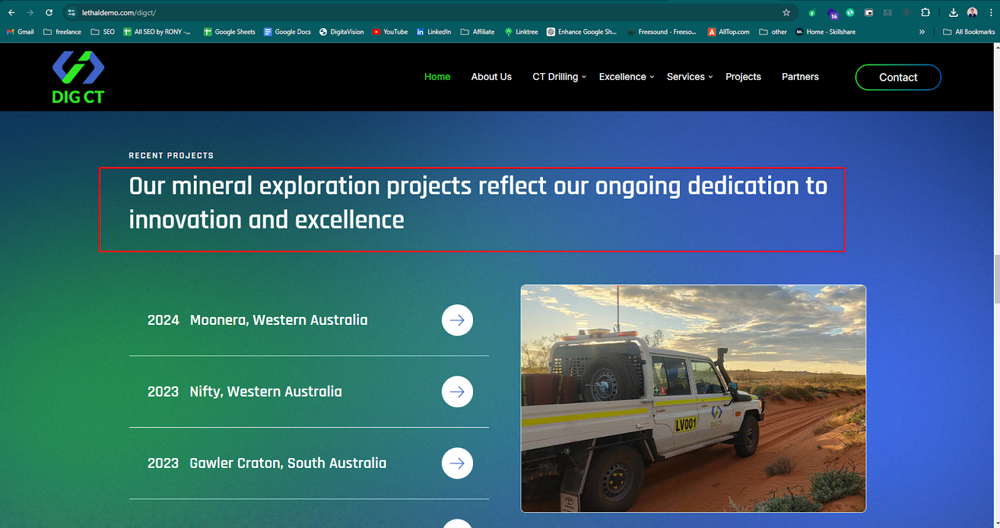 lethaldemo.com/digct/
16
Gmail
freelance
SEO
All SEO by RONY -...
Google Sheets
Google Docs
DigitaVision
YouTube
LinkedIn
Affiliate
Linktree
Enhance Google Sh...
Freesound - Freeso...
AllTop.com
other
SK.
Home - Skillshare
»
All Bookmarks
DIG CT
Home
About Us
CT Drilling
Excellence
Services
Projects
Partners
Contact
RECENT PROJECTS
Our mineral exploration projects reflect our ongoing dedication to
innovation and excellence
2024 Moonera, Western Australia
2023 Nifty, Western Australia
2023 Gawler Craton, South Australia
LV001
DIG CT
TOYOTA